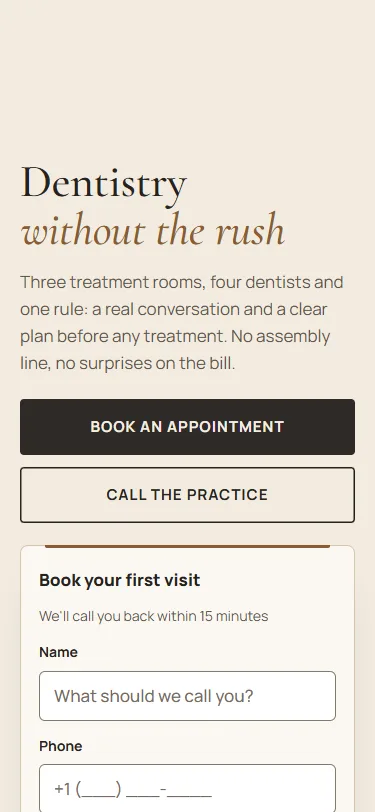 Dentistry
without the rush
Three treatment rooms, four dentists and
one rule: a real conversation and a clear
plan before any treatment. No assembly
line, no surprises on the bill.
BOOK AN APPOINTMENT
CALL THE PRACTICE
Book your first visit
We'll call you back within 15 minutes
Name
What should we call you?
Phone
+1 (___) ___-____